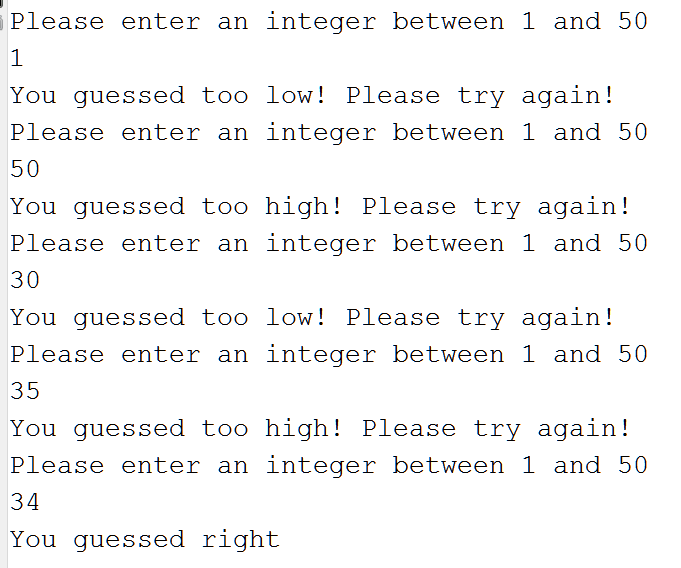 Please enter an integer between 1 and 50
1
You guessed too low! Please try again!
Please enter an integer between 1 and 50
50
You guessed too high! Please try again!
Please enter an integer between 1 and 50
30
You guessed too low! Please try again!
Please enter an integer between 1 and 50
35
You guessed too high! Please try again!
Please enter an integer between 1 and 50
34
You guessed right